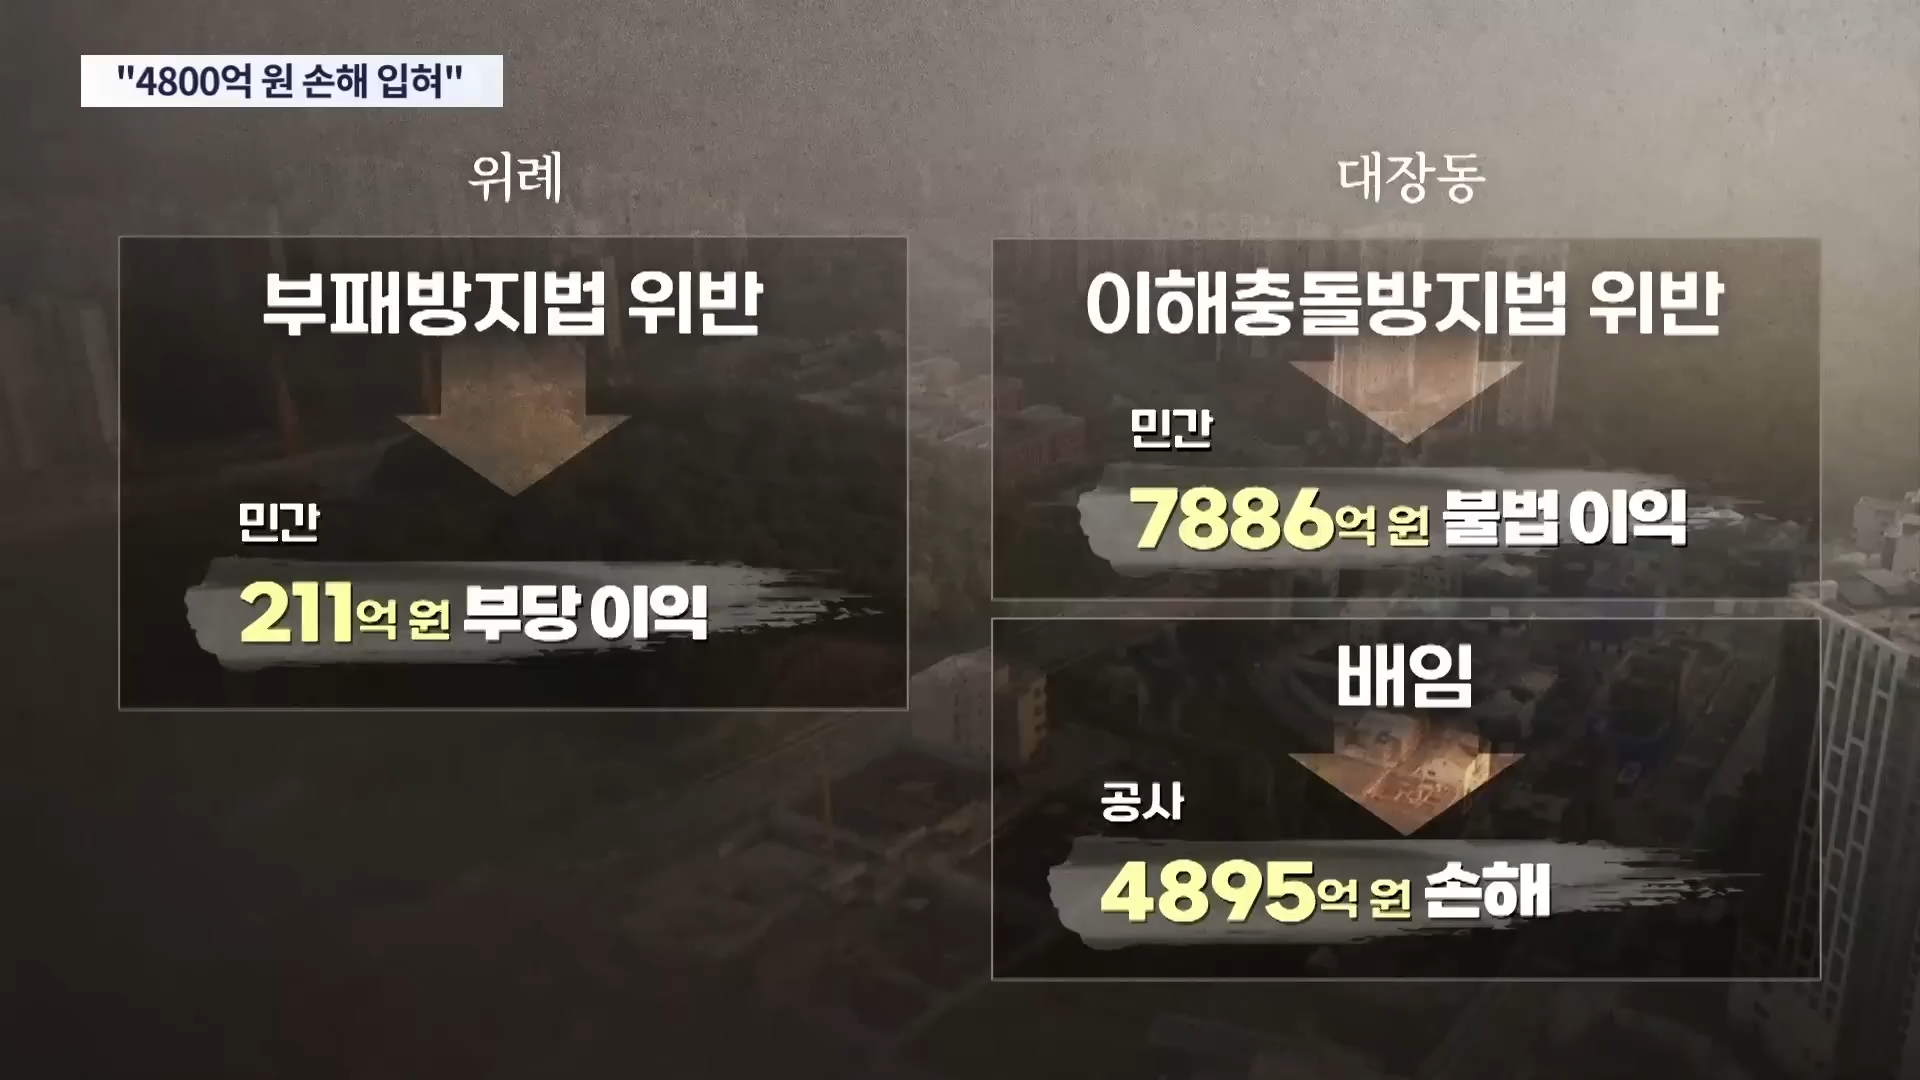 "4800억 원 손해 입혀"
위례
부패방지법 위반
민간
211억 원 부당 이익
대장동
이해충돌방지법 위반
민간
7886억 원 불법 이익
배임
공사
4895억 원 손해